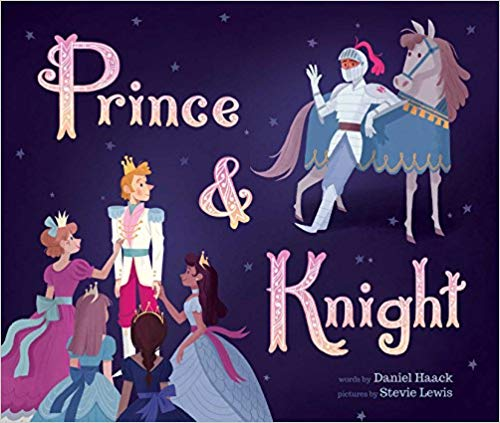 Prince
&
Knight
words by Daniel Haack
pictures by Stevie Lewis